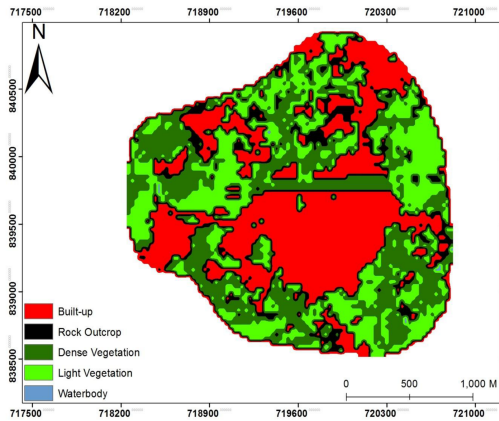 717500 718200 718900 719600 720300 721000
N
840500
840000
839500
839000
838500
Built-up
Rock Outcrop
Dense Vegetation
Light Vegetation
Waterbody
0 500 1,000 M
717500 718200 718900 719600 720300 721000